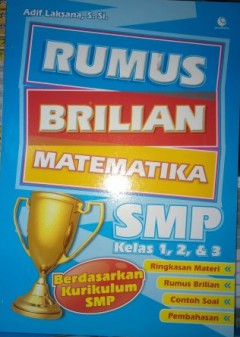 Adif Laksana, S.Si.
RUMUS
BRILIAN
MATEMATIKA
SMP
Kelas 1, 2, & 3
Berdasarkan
Kurikulum
SMP
Ringkasan Materi
Rumus Brilian
Contoh Soal
Pembahasan